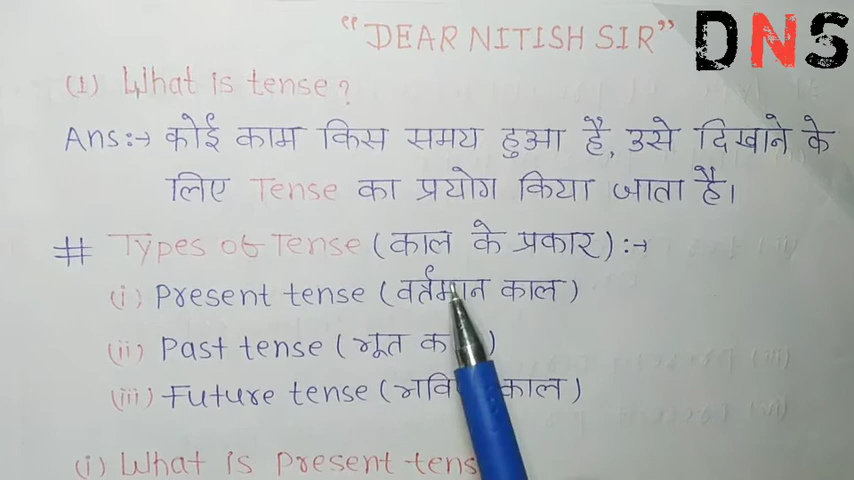 "DEAR NITISH SIR"
DNS
(1) What is tense?
Ans:→ कोई काम किस समय हुआ है, उसे दिखाने के
लिए Tense का प्रयोग किया जाता है।
# Types of Tense (काल के प्रकार):→
(i) Present tense (वर्तमान काल)
(ii) Past tense (भूत
(iii) Future tense ( काल)
(i) What is present